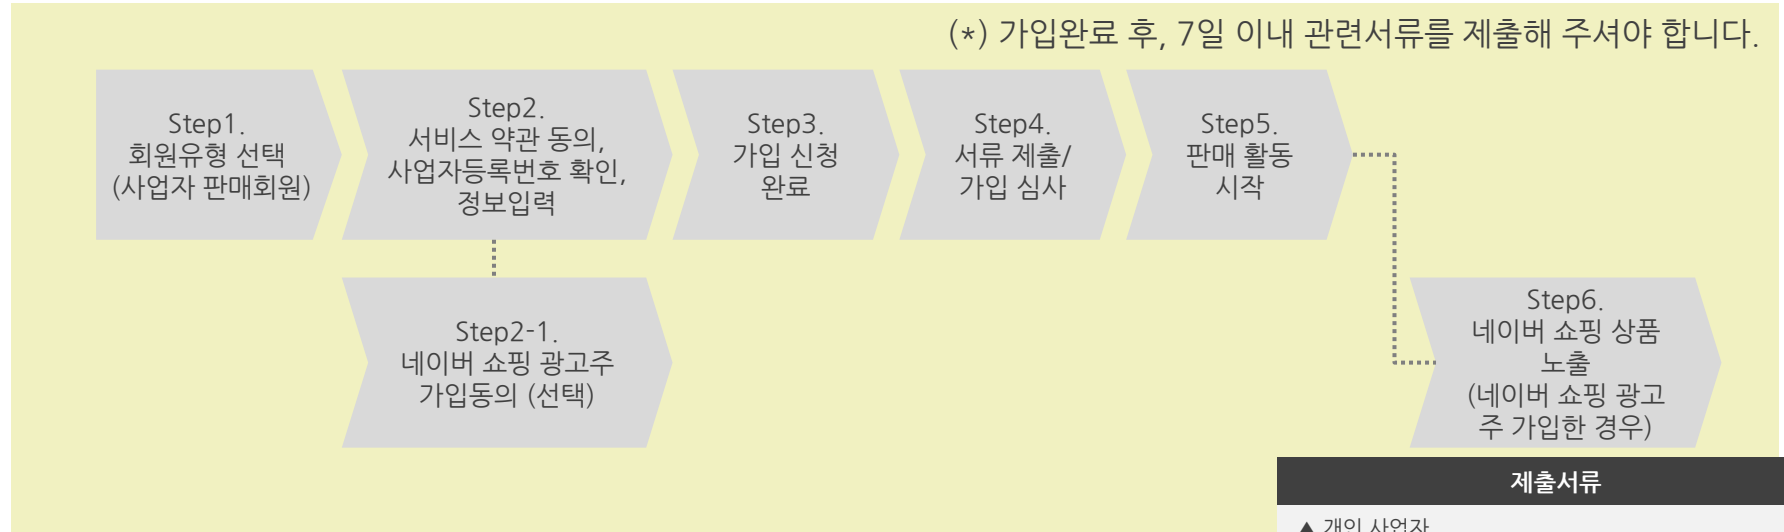 (*) 가입완료 후, 7일 이내 관련서류를 제출해 주셔야 합니다.
Step1.
회원유형 선택
(사업자 판매회원)
Step2.
서비스 약관 동의,
사업자등록번호 확인,
정보입력
Step3.
가입 신청
완료
Step4.
서류 제출/
가입 심사
Step5.
판매 활동
시작
Step2-1.
네이버 쇼핑 광고주
가입동의 (선택)
Step6.
네이버 쇼핑 상품
노출
(네이버 쇼핑 광고
주 가입한 경우)
제출서류
▲ 개인 사업자